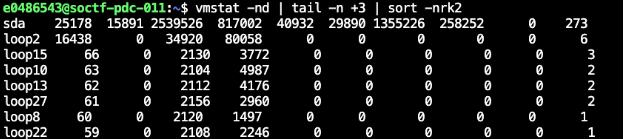 e0486543@soctf-pdc-011:~$ vmstat -nd | tail -n +3 | sort -nrk2
sda 25178 15891 2539526 817002 40932 29890 1355226 258252 0 273
loop2 16438 0 34920 80058 0 0 0 0 0 6
loop15 66 0 2130 3772 0 0 0 0 0 3
loop10 63 0 2104 4987 0 0 0 0 0 2
loop13 62 0 2112 4176 0 0 0 0 0 2
loop27 61 0 2156 2960 0 0 0 0 0 2
loop8 60 0 2120 1497 0 0 0 0 0 1
loop22 59 0 2108 2246 0 0 0 0 0 1